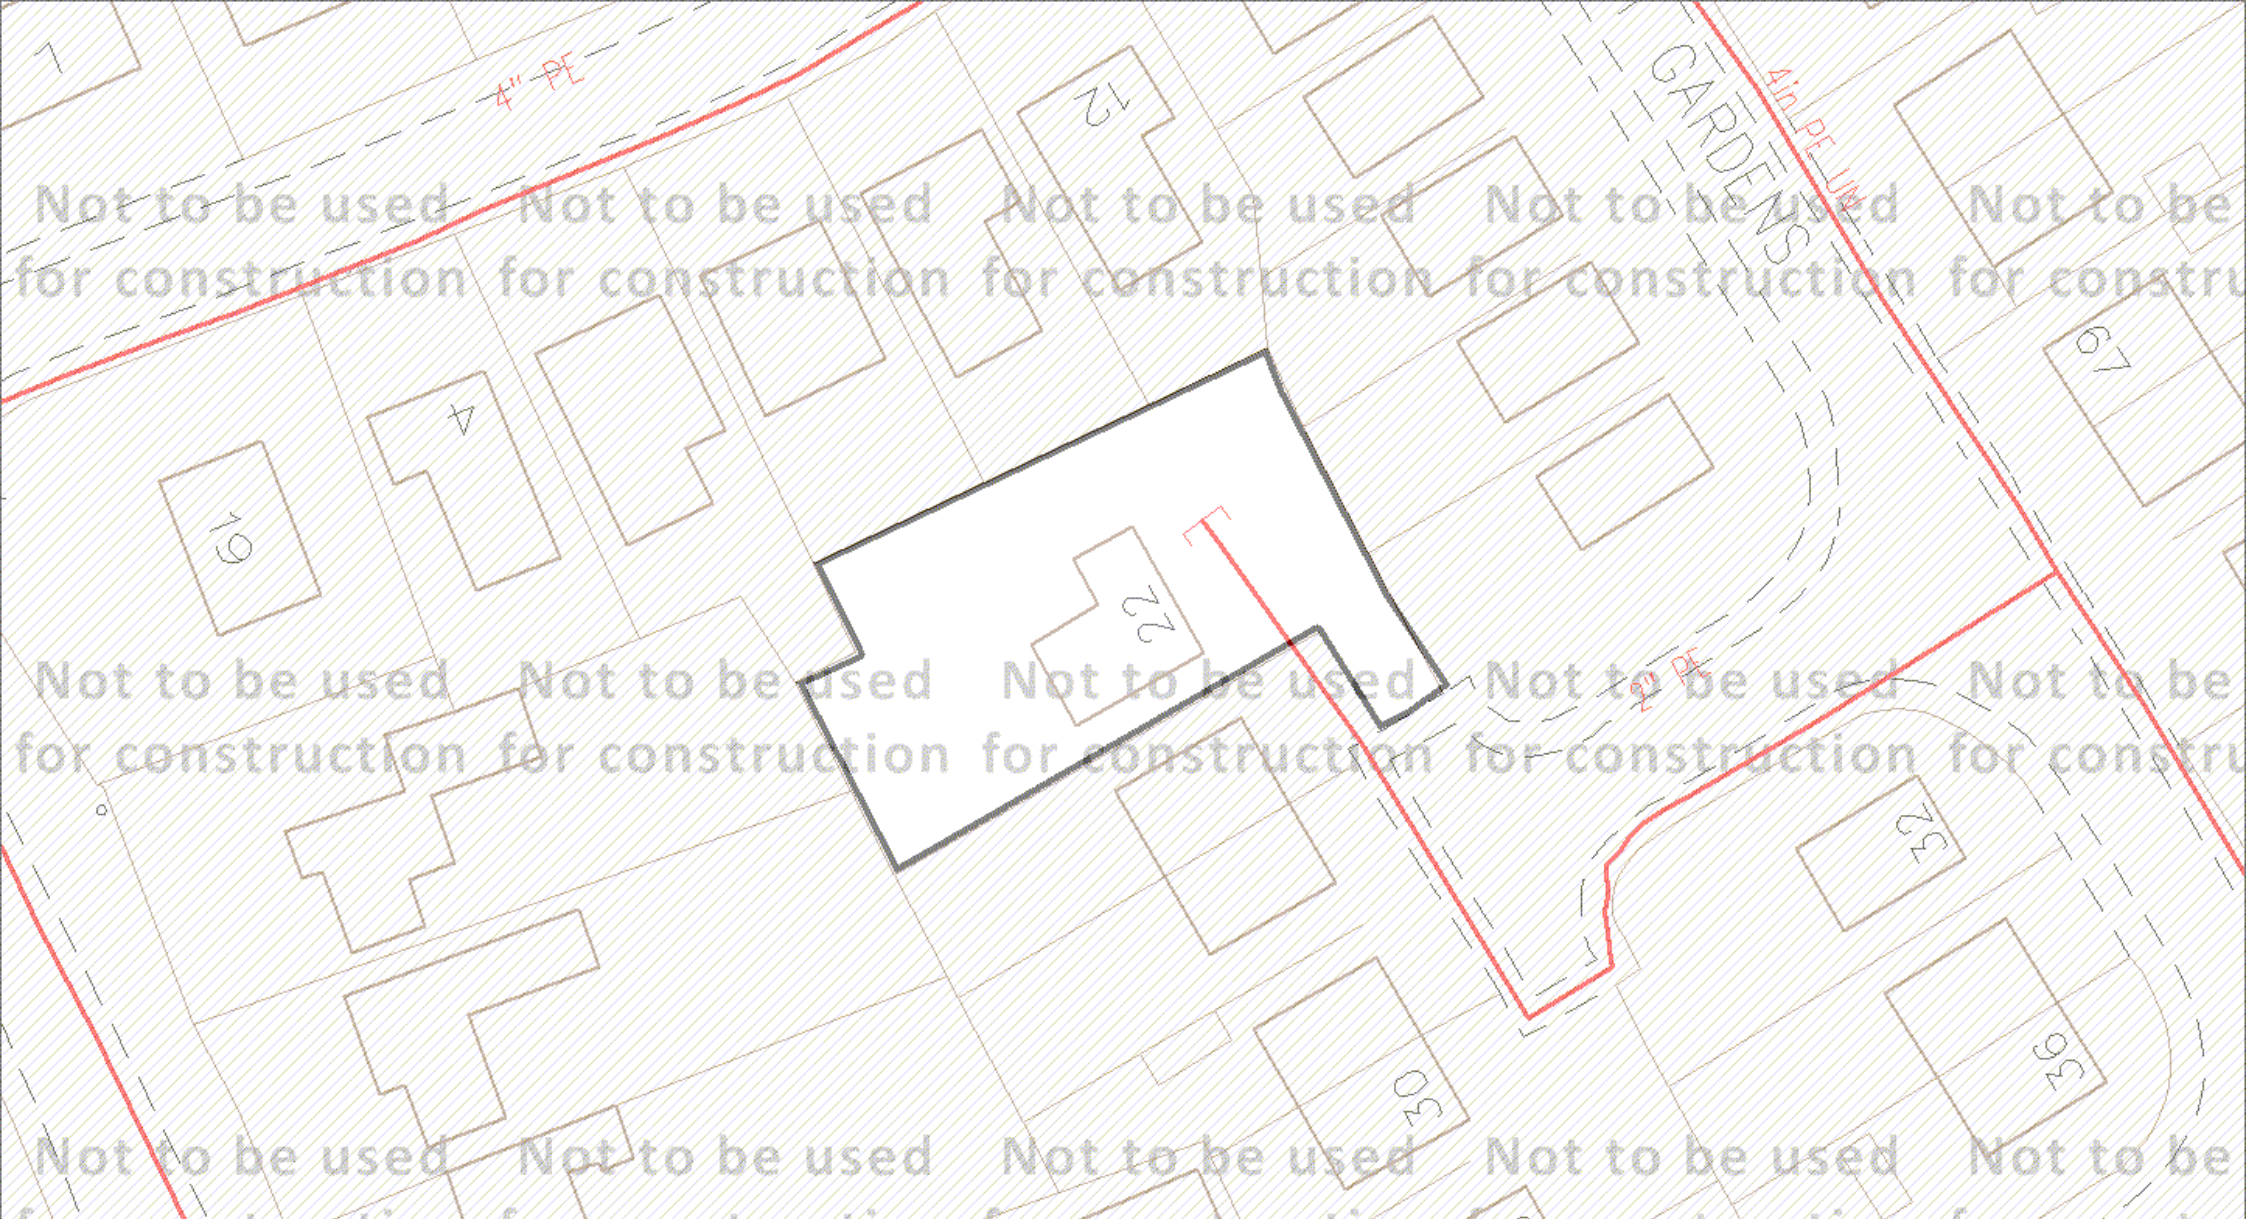 7
4" PE
12
GARDENS
4in PE UM
Not to be used Not to be used Not to be used Not to be used Not to be
for construction for construction for construction for construction for constru
67
4
19
22
2" PE
Not to be used Not to be used Not to be used Not to be used Not to be
for construction for construction for construction for construction for constru
32
36
30
Not to be used Not to be used Not to be used Not to be used Not to be